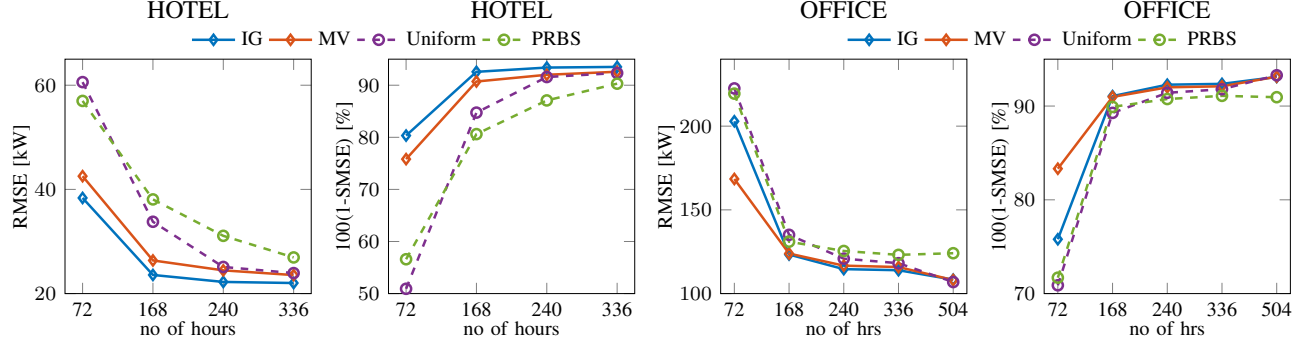 HOTEL
HOTEL
OFFICE
OFFICE
IG MV Uniform PRBS
IG MV Uniform PRBS
RMSE [kW]
60
40
20
72 168 240 336
no of hours
100(1-SMSE) [%]
90
80
70
60
50
72 168 240 336
no of hours
RMSE [kW]
200
150
100
72 168 240 336 504
no of hrs
100(1-SMSE) [%]
90
80
70
72 168 240 336 504
no of hrs